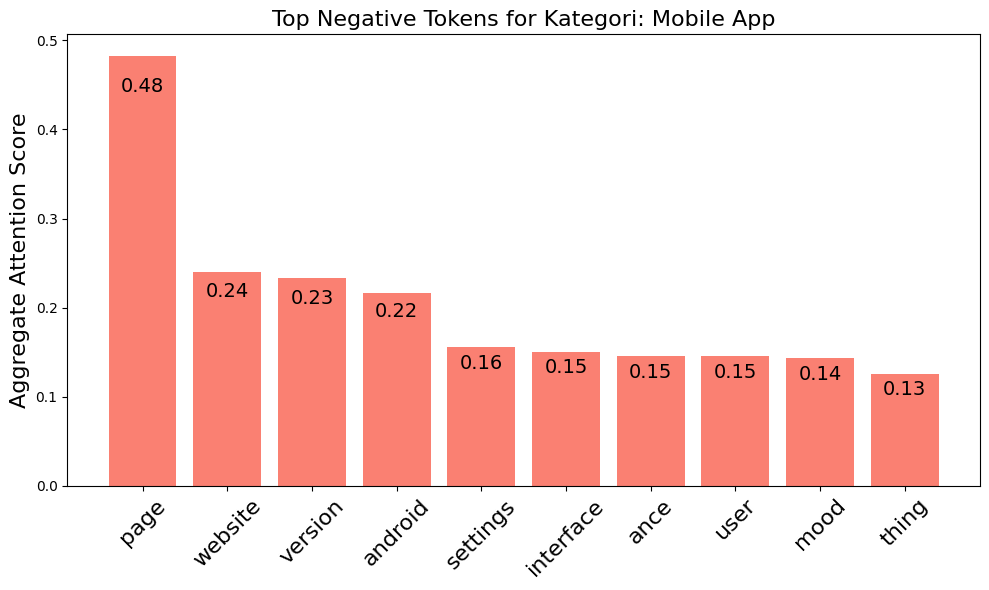 Top Negative Tokens for Kategori: Mobile App
Aggregate Attention Score
0.5
0.4
0.3
0.2
0.1
0.0
0.48
0.24
0.23
0.22
0.16
0.15
0.15
0.15
0.14
0.13
page
website
version
android
settings
interface
ance
user
mood
thing